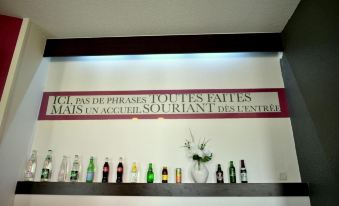 ICI, PAS DE PHRASES TOUTES FAITES
MAIS UN ACCUEIL SOURIANT DÈS L'ENTRÉE